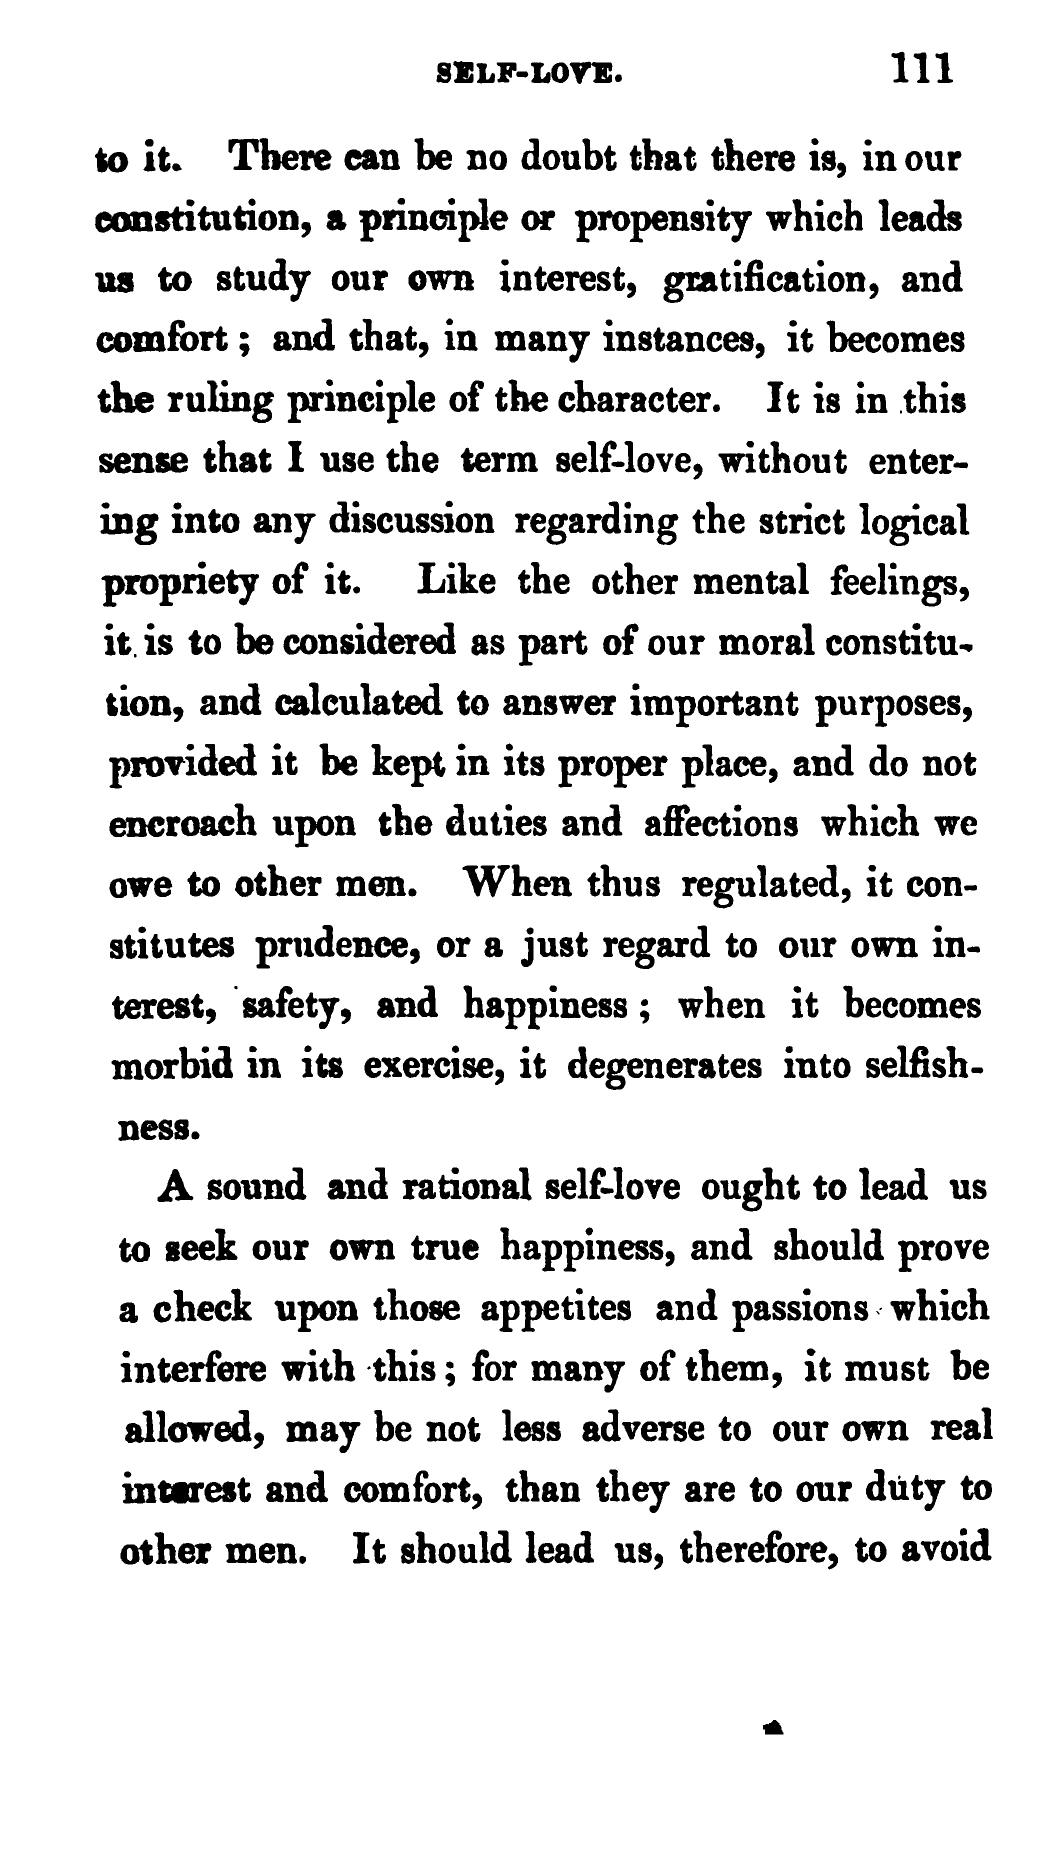 SELF-LOVE. 111
to it. There can be no doubt that there is, in our
constitution, a principle or propensity which leads
us to study our own interest, gratification, and
comfort ; and that, in many instances, it becomes
the ruling principle of the character. It is in this
sense that I use the term self-love, without enter-
ing into any discussion regarding the strict logical
propriety of it. Like the other mental feelings,
it is to be considered as part of our moral constitu-
tion, and calculated to answer important purposes,
provided it be kept in its proper place, and do not
encroach upon the duties and affections which we
owe to other men. When thus regulated, it con-
stitutes prudence, or a just regard to our own in-
terest, safety, and happiness ; when it becomes
morbid in its exercise, it degenerates into selfish-
ness.
A sound and rational self-love ought to lead us
to seek our own true happiness, and should prove
a check upon those appetites and passions which
interfere with this ; for many of them, it must be
allowed, may be not less adverse to our own real
interest and comfort, than they are to our duty to
other men. It should lead us, therefore, to avoid